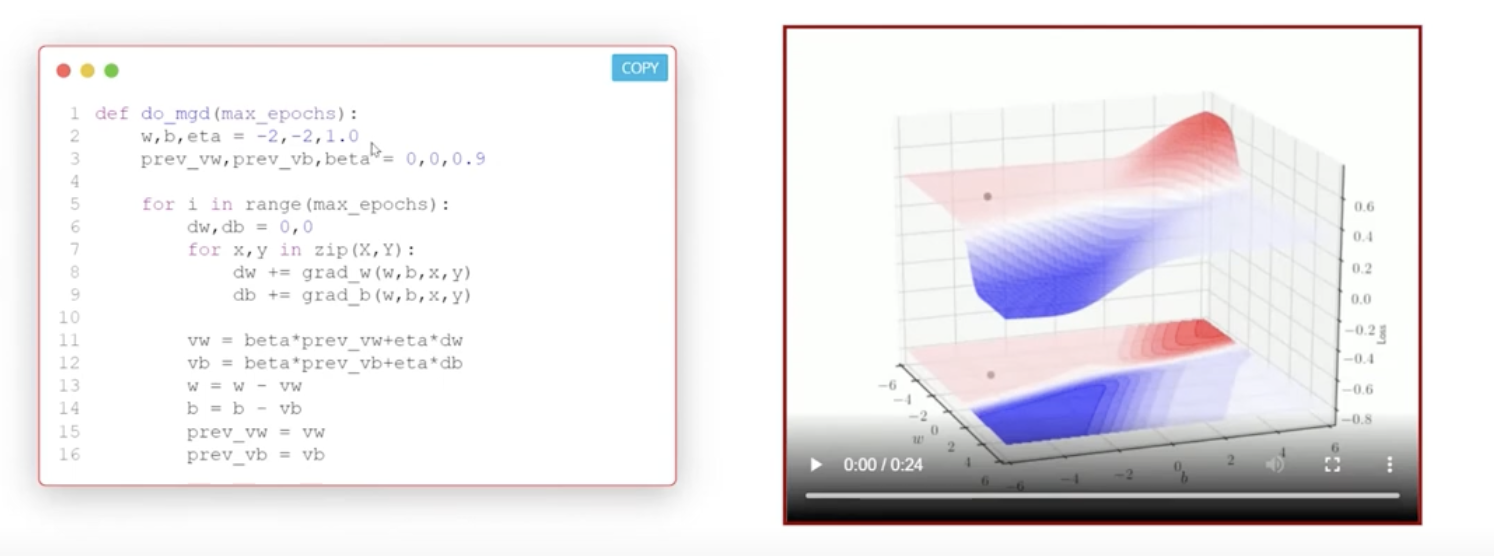 COPY
1 def do_mgd(max_epochs):
2 w,b,eta = -2,-2,1.0
3 prev_vw,prev_vb,beta = 0,0,0.9
4
5 for i in range(max_epochs):
6 dw,db = 0,0
7 for x,y in zip(X,Y):
8 dw += grad_w(w,b,x,y)
9 db += grad_b(w,b,x,y)
10
11 vw = beta*prev_vw+eta*dw
12 vb = beta*prev_vb+eta*db
13 w = w - vw
14 b = b - vb
15 prev_vw = vw
16 prev_vb = vb
0.6
0.4
0.2
0.0
−0.2
−0.4
−0.6
−0.8
Loss
−6
−4
−2
0
2
4
6
w
−6
−4
−2
0
2
4
6
b
0:00 / 0:24